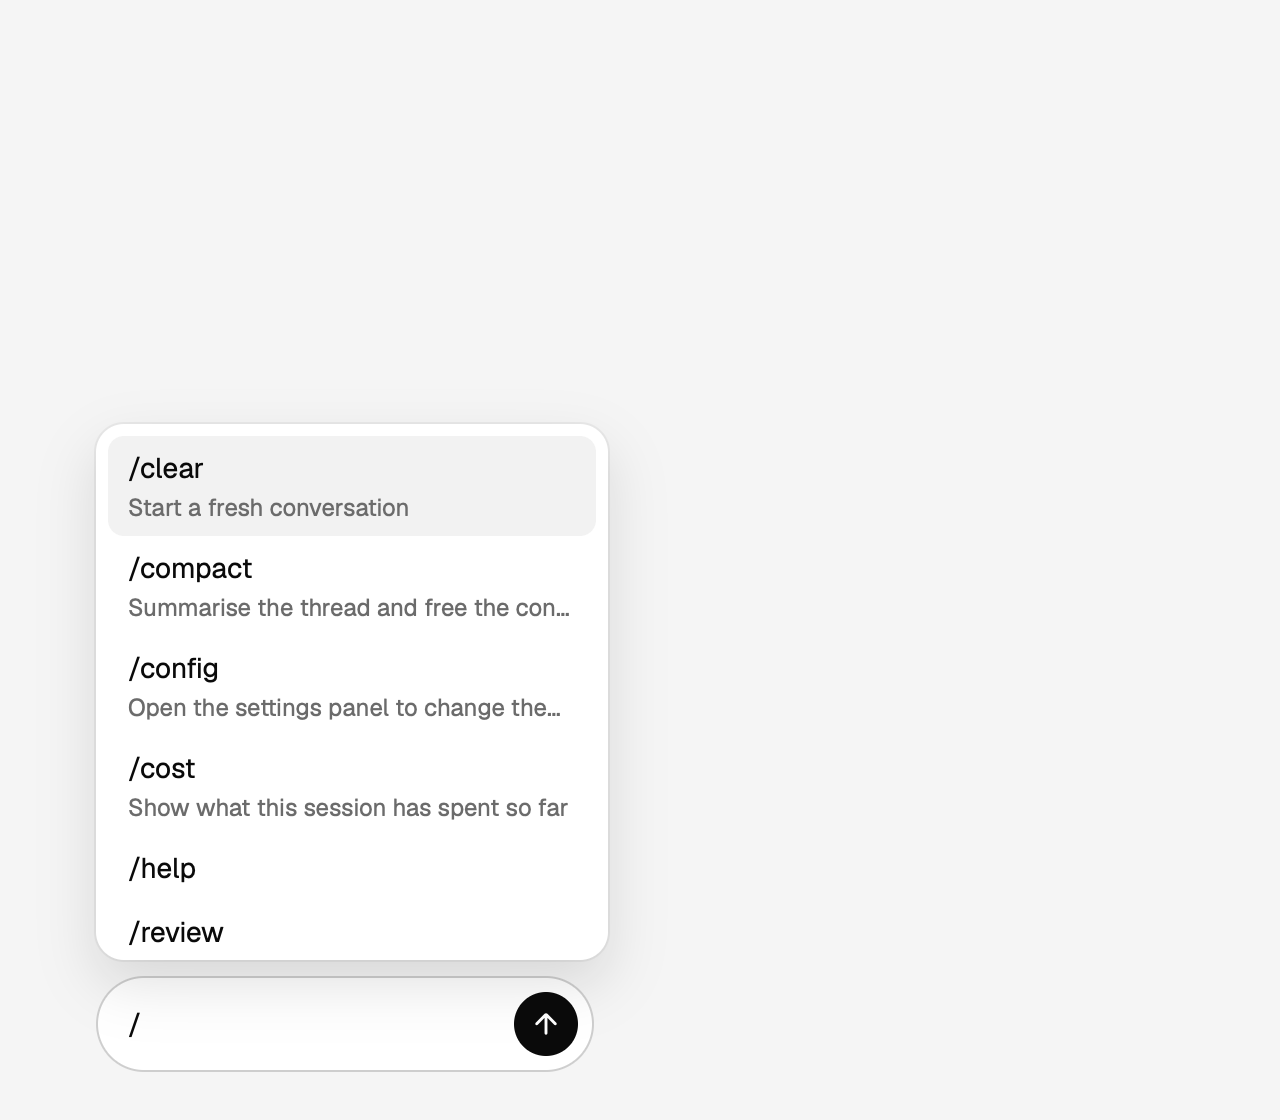 /clear
Start a fresh conversation
/compact
Summarise the thread and free the con…
/config
Open the settings panel to change the…
/cost
Show what this session has spent so far
/help
/review
/